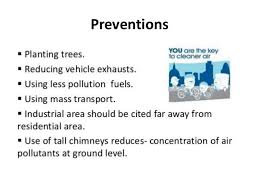 Preventions
▪ Planting trees.
▪ Reducing vehicle exhausts.
▪ Using less pollution fuels.
▪ Using mass transport.
▪ Industrial area should be cited far away from
residential area.
▪ Use of tall chimneys reduces- concentration of air
pollutants at ground level.
YOU are the key
to cleaner air